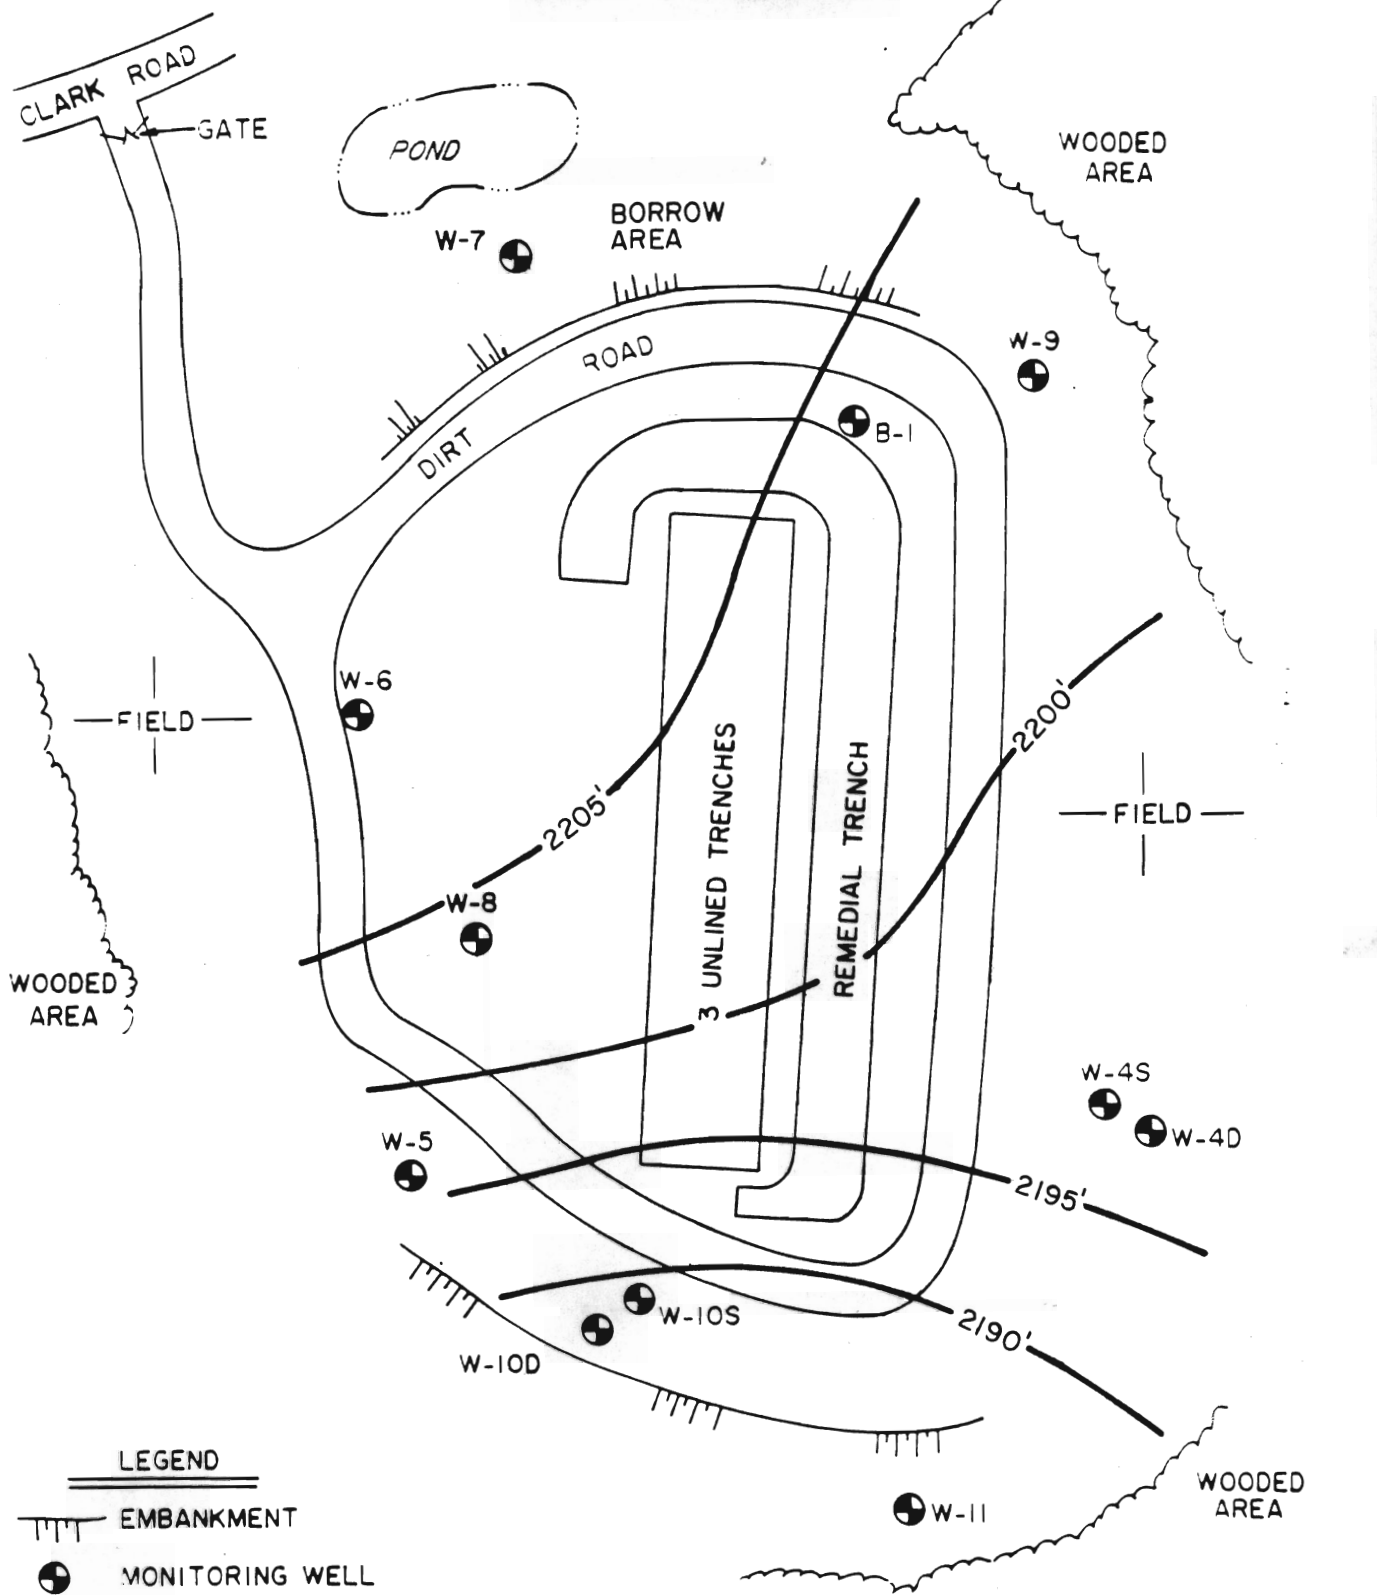 CLARK ROAD
GATE
POND
WOODED
AREA
BORROW
AREA
W-7
W-9
DIRT ROAD
B-1
W-6
FIELD
2200'
3 UNLINED TRENCHES
REMEDIAL TRENCH
2205'
FIELD
W-8
WOODED
AREA
W-4S
W-4D
W-5
2195'
W-10S
2190'
W-10D
LEGEND
EMBANKMENT
MONITORING WELL
W-11
WOODED
AREA